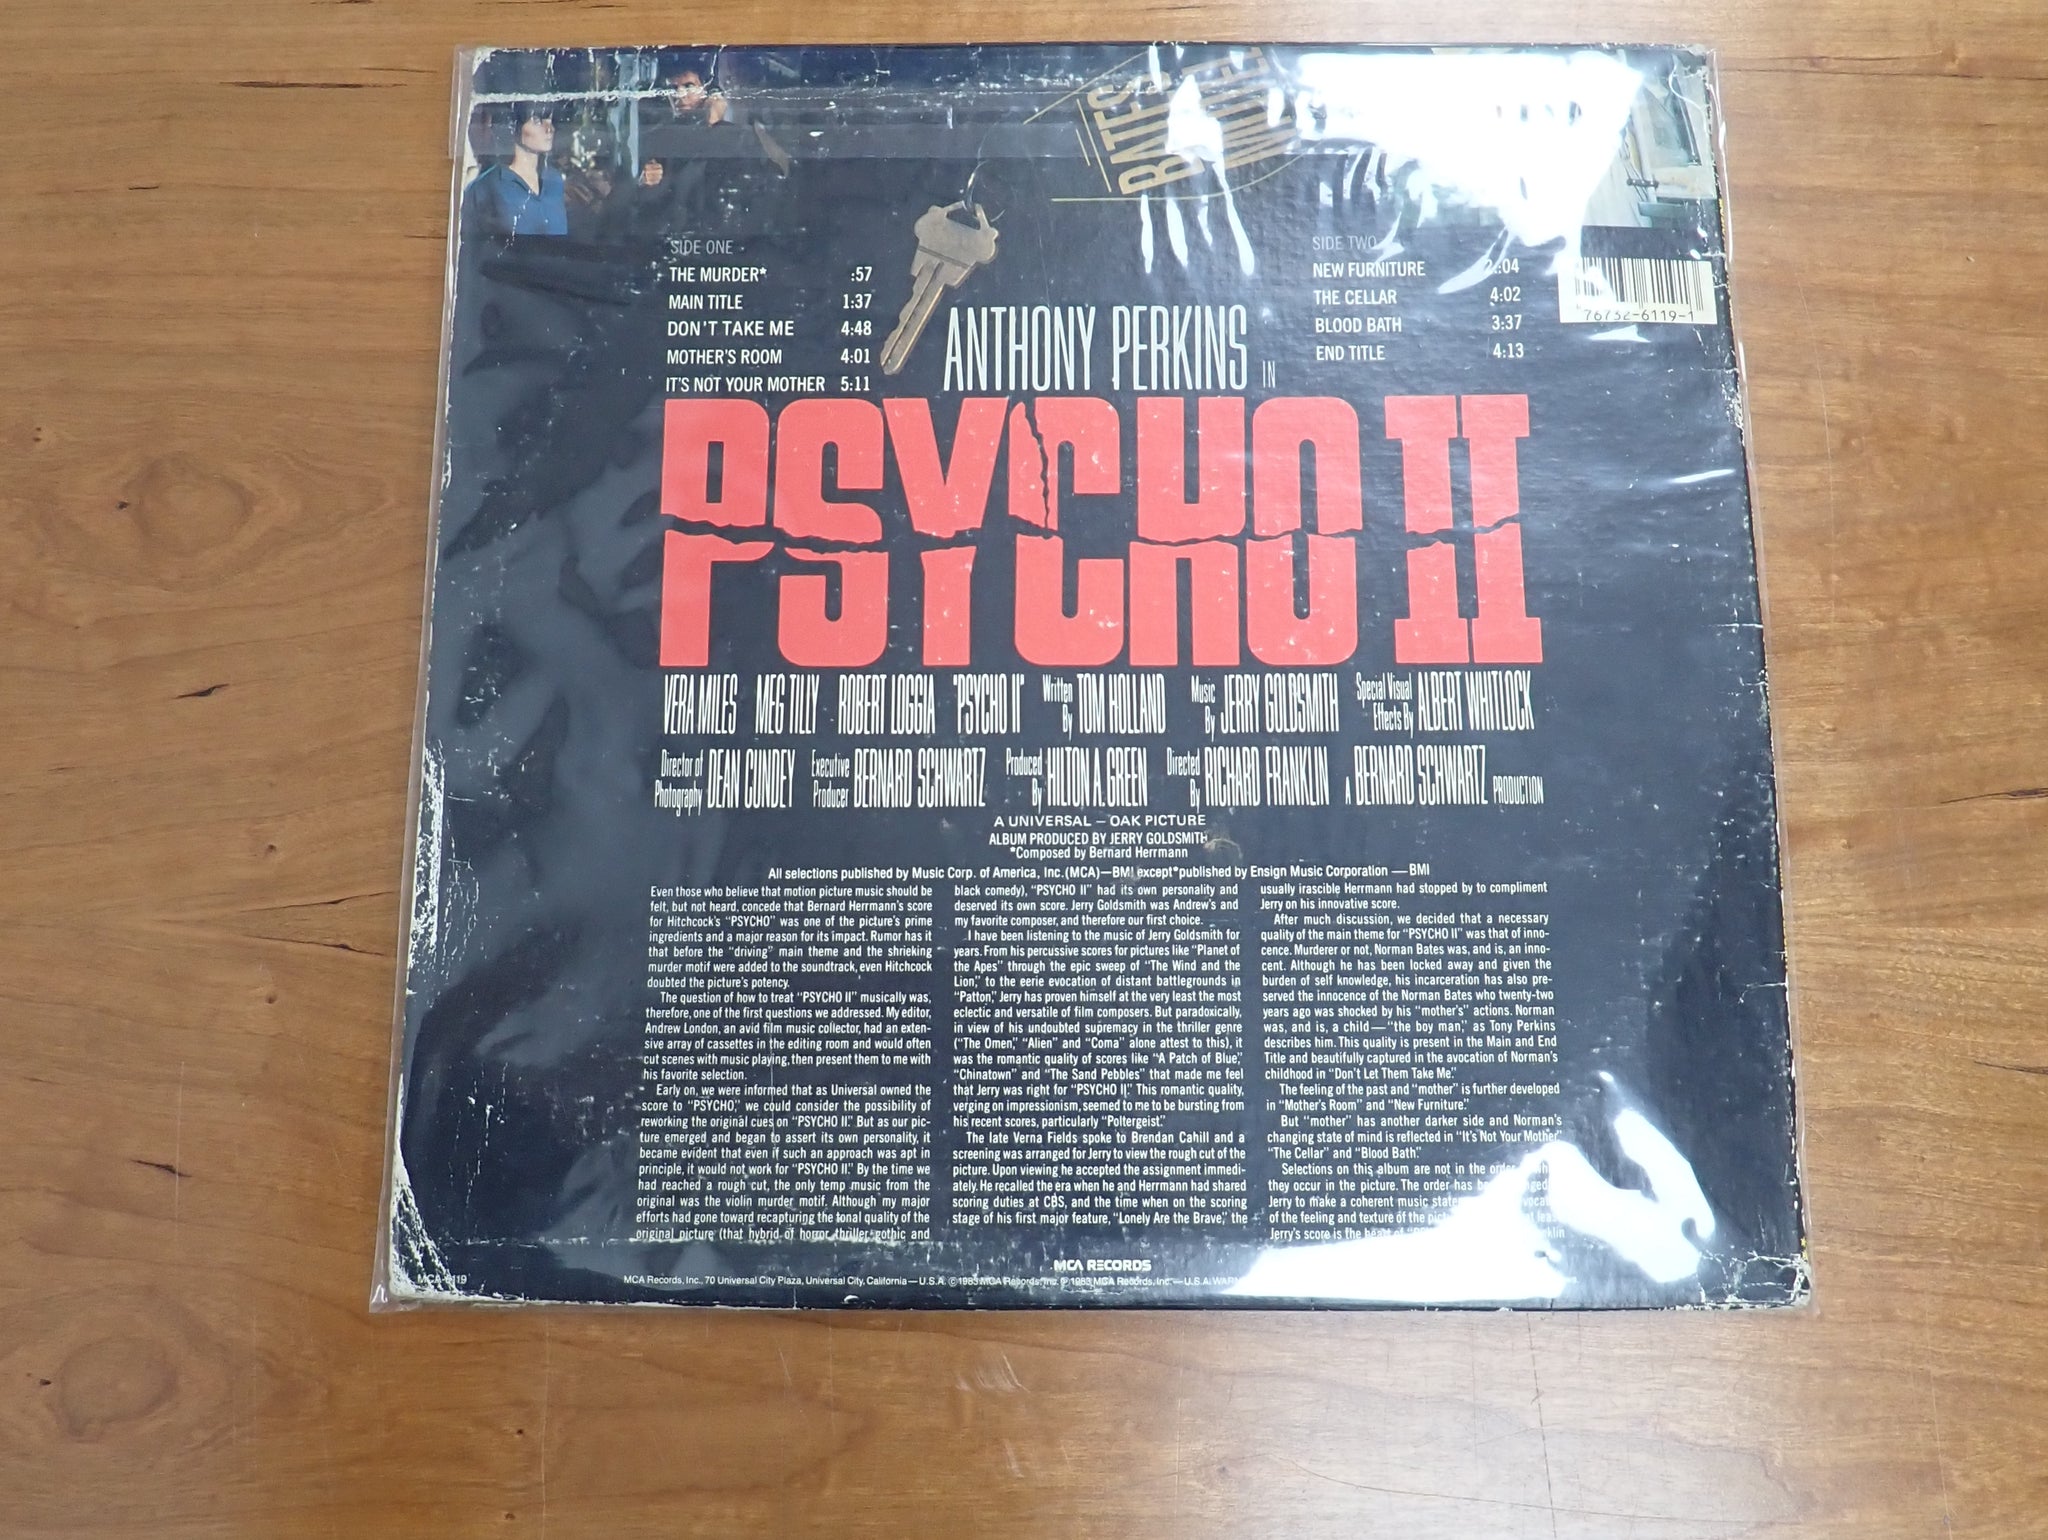 BATES
MOTEL
SIDE ONE
THE MURDER* :57
MAIN TITLE 1:37
DON'T TAKE ME 4:48
MOTHER'S ROOM 4:01
IT'S NOT YOUR MOTHER 5:11
SIDE TWO
NEW FURNITURE :04
THE CELLAR 4:02
BLOOD BATH 3:37
END TITLE 4:13
76732-6119-1
ANTHONY PERKINS IN
PSYCHO II
VERA MILES MEG TILLY ROBERT LOGGIA "PSYCHO II" Written By TOM HOLLAND Music By JERRY GOLDSMITH Special Visual Effects By ALBERT WHITLOCK
Director of Photography DEAN CUNDEY Executive Producer BERNARD SCHWARTZ Produced By HILTON A. GREEN Directed By RICHARD FRANKLIN A BERNARD SCHWARTZ PRODUCTION
A UNIVERSAL – OAK PICTURE
ALBUM PRODUCED BY JERRY GOLDSMITH
*Composed by Bernard Herrmann
All selections published by Music Corp. of America, Inc. (MCA)—BMI except *published by Ensign Music Corporation — BMI
Even those who believe that motion picture music should be
felt, but not heard, concede that Bernard Herrmann's score
for Hitchcock's "PSYCHO" was one of the picture's prime
ingredients and a major reason for its impact. Rumor has it
that before the "driving" main theme and the shrieking
murder motif were added to the soundtrack, even Hitchcock
doubted the picture's potency.
The question of how to treat "PSYCHO II" musically was,
therefore, one of the first questions we addressed. My editor,
Andrew London, an avid film music collector, had an exten-
sive array of cassettes in the editing room and would often
cut scenes with music playing, then present them to me with
his favorite selection.
Early on, we were informed that as Universal owned the
score to "PSYCHO," we could consider the possibility of
reworking the original cues on "PSYCHO II." But as our pic-
ture emerged and began to assert its own personality, it
became evident that even if such an approach was apt in
principle, it would not work for "PSYCHO II." By the time we
had reached a rough cut, the only temp music from the
original was the violin murder motif. Although my major
efforts had gone toward recapturing the tonal quality of the
original picture (that hybrid of horror thriller gothic and
black comedy), "PSYCHO II" had its own personality and
deserved its own score. Jerry Goldsmith was Andrew's and
my favorite composer, and therefore our first choice.
I have been listening to the music of Jerry Goldsmith for
years. From his percussive scores for pictures like "Planet of
the Apes" through the epic sweep of "The Wind and the
Lion," to the eerie evocation of distant battlegrounds in
"Patton," Jerry has proven himself at the very least the most
eclectic and versatile of film composers. But paradoxically,
in view of his undoubted supremacy in the thriller genre
("The Omen," "Alien" and "Coma" alone attest to this), it
was the romantic quality of scores like "A Patch of Blue,"
"Chinatown" and "The Sand Pebbles" that made me feel
that Jerry was right for "PSYCHO II." This romantic quality,
verging on impressionism, seemed to me to be bursting from
his recent scores, particularly "Poltergeist."
The late Verna Fields spoke to Brendan Cahill and a
screening was arranged for Jerry to view the rough cut of the
picture. Upon viewing he accepted the assignment immedi-
ately. He recalled the era when he and Herrmann had shared
scoring duties at CBS, and the time when on the scoring
stage of his first major feature, "Lonely Are the Brave," the
usually irascible Herrmann had stopped by to compliment
Jerry on his innovative score.
After much discussion, we decided that a necessary
quality of the main theme for "PSYCHO II" was that of inno-
cence. Murderer or not, Norman Bates was, and is, an inno-
cent. Although he has been locked away and given the
burden of self knowledge, his incarceration has also pre-
served the innocence of the Norman Bates who twenty-two
years ago was shocked by his "mother's" actions. Norman
was, and is, a child — "the boy man," as Tony Perkins
describes him. This quality is present in the Main and End
Title and beautifully captured in the avocation of Norman's
childhood in "Don't Let Them Take Me."
The feeling of the past and "mother" is further developed
in "Mother's Room" and "New Furniture."
But "mother" has another darker side and Norman's
changing state of mind is reflected in "It's Not Your Mother,"
"The Cellar" and "Blood Bath."
Selections on this album are not in the order
they occur in the picture. The order has
Jerry to make a coherent music
of the feeling and texture of the
Jerry's score is the heart of
MCA RECORDS
MCA-6119
MCA Records, Inc., 70 Universal City Plaza, Universal City, California — U.S.A. ©1983 MCA Records, Inc. ℗ 1983 MCA Records, Inc. — U.S.A.